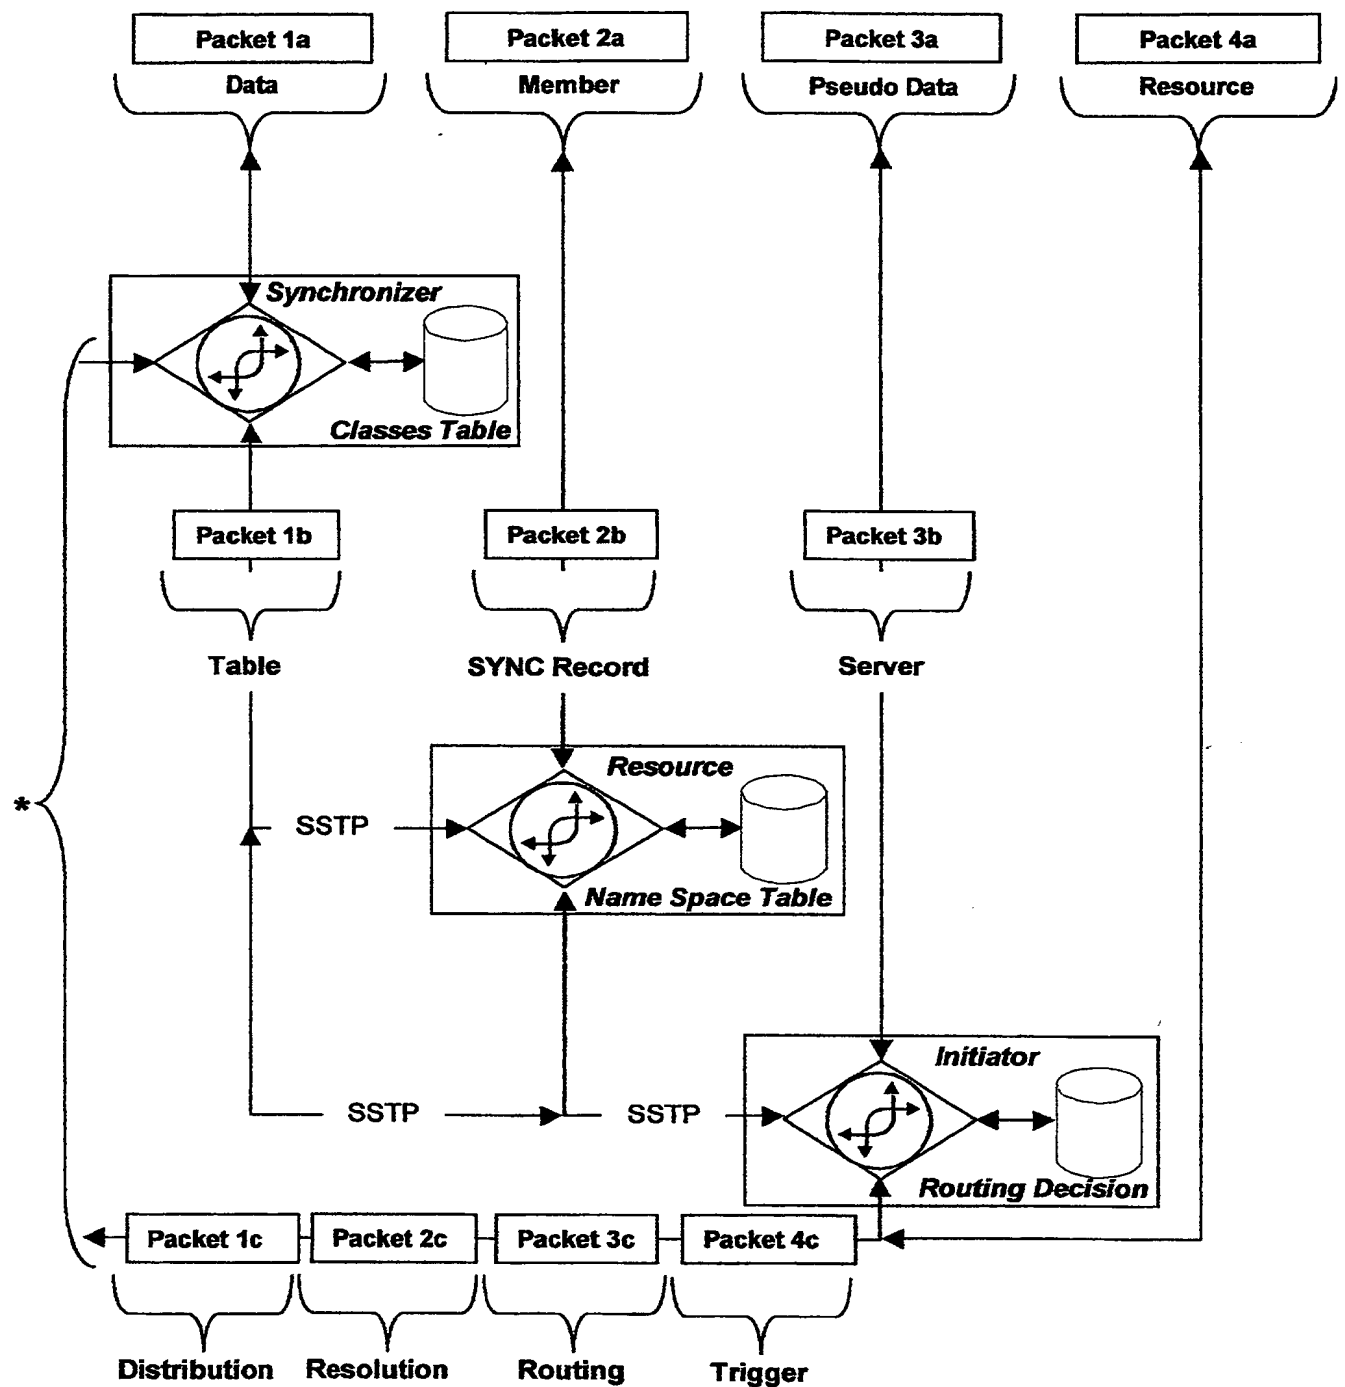 Packet 1a
Packet 2a
Packet 3a
Packet 4a
Data
Member
Pseudo Data
Resource
Synchronizer
Classes Table
Packet 1b
Packet 2b
Packet 3b
Table
SYNC Record
Server
Resource
*
SSTP
Name Space Table
Initiator
SSTP
SSTP
Routing Decision
Packet 1c
Packet 2c
Packet 3c
Packet 4c
Distribution
Resolution
Routing
Trigger